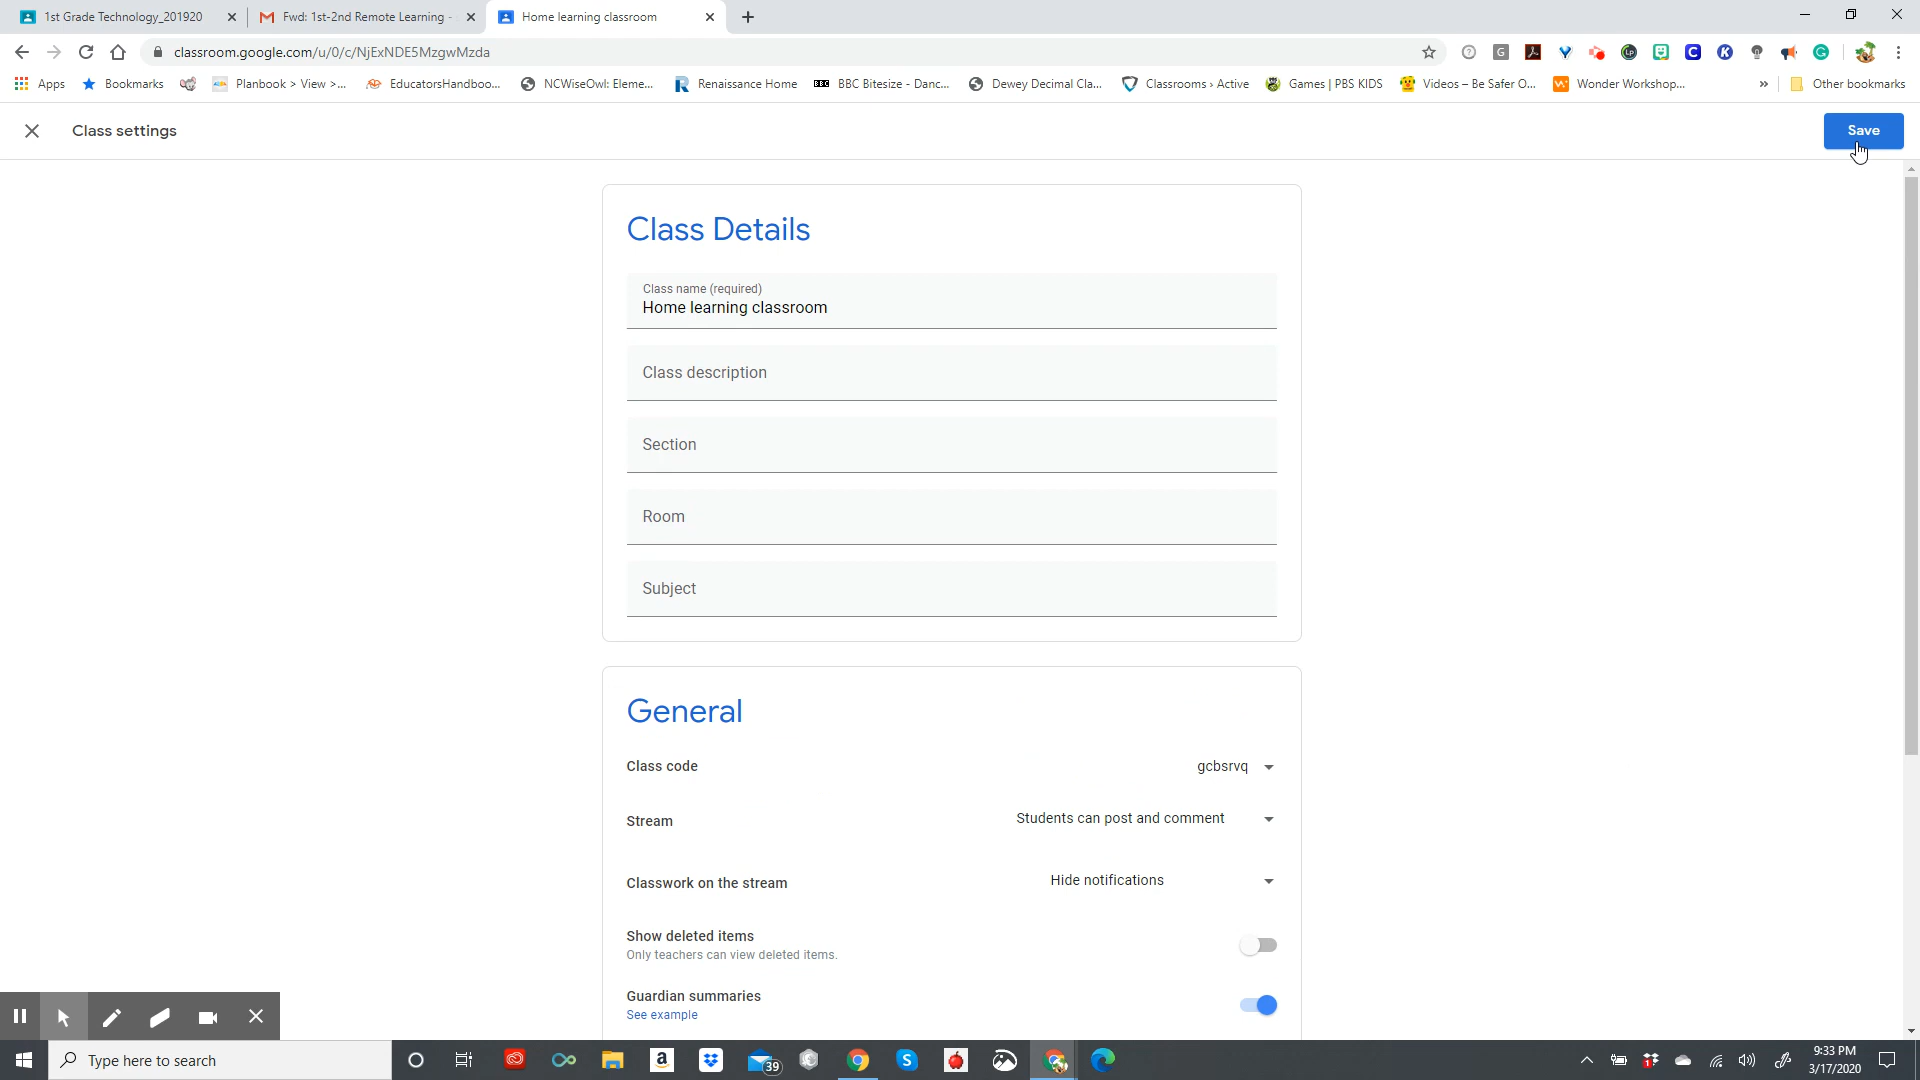 1st Grade Technology_201920
Fwd: 1st-2nd Remote Learning -
Home learning classroom
classroom.google.com/u/0/c/NjExNDE5MzgwMzda
Apps
Bookmarks
Planbook > View >...
EducatorsHandboo...
NCWiseOwl: Eleme...
Renaissance Home
BBC
BBC Bitesize - Danc...
Dewey Decimal Cla...
Classrooms › Active
Games | PBS KIDS
Videos – Be Safer O...
Wonder Workshop...
»
Other bookmarks
Class settings
Save
Class Details
Class name (required)
Home learning classroom
Class description
Section
Room
Subject
General
Class code
gcbsrvq
Stream
Students can post and comment
Classwork on the stream
Hide notifications
Show deleted items
Only teachers can view deleted items.
Guardian summaries
See example
Type here to search
39
9:33 PM
3/17/2020